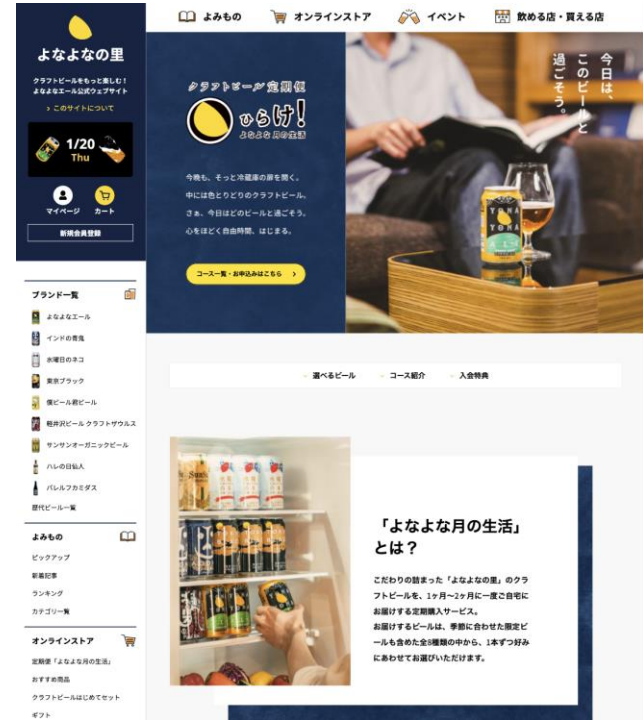 よなよなの里
クラフトビールをもっと楽しむ!
よなよなエール公式ウェブサイト
> このサイトについて
1/20
Thu
マイページ
カート
新規会員登録
ブランド一覧
よなよなエール
インドの青鬼
水曜日のネコ
東京ブラック
僕ビール君ビール
軽井沢ビール クラフトザウルス
サンサンオーガニックビール
ハレの日仙人
バレルフカミダス
歴代ビール一覧
よみもの
ピックアップ
新着記事
ランキング
カテゴリ一覧
オンラインストア
定期便「よなよな月の生活」
おすすめ商品
クラフトビールはじめてセット
ギフト
よみもの
オンラインストア
イベント
飲める店・買える店
クラフトビール定期便
ひらけ!
よなよな月の生活
今晩も、そっと冷蔵庫の扉を開く。
中には色とりどりのクラフトビール。
さぁ、今日はどのビールと過ごそう。
心をほどく自由時間、はじまる。
コース一覧・お申込みはこちら >
今日は、
このビールと
過ごそう。
YONA
YONA
選べるビール
コース紹介
入会特典
「よなよな月の生活」
とは?
こだわりの詰まった「よなよなの里」のクラ
フトビールを、1ヶ月〜2ヶ月に一度ご自宅に
お届けする定期購入サービス。
お届けするビールは、季節に合わせた限定ビ
ールも含めた全8種類の中から、1本ずつ好み
にあわせてお選びいただけます。